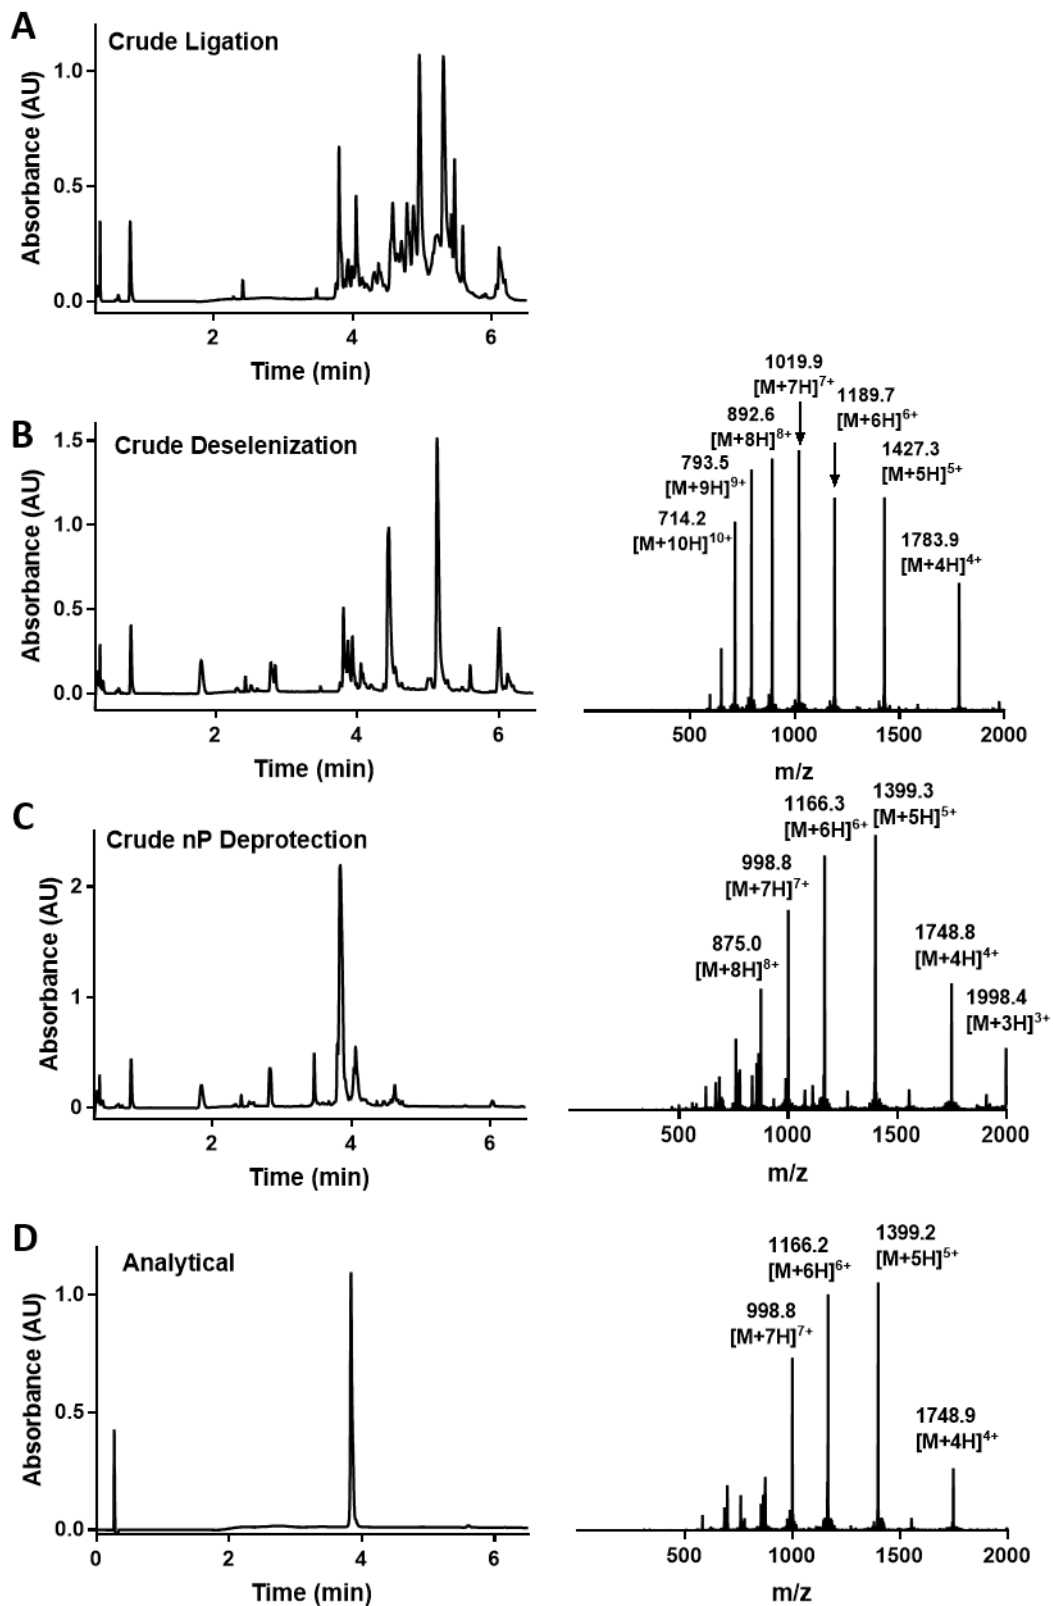 A
Crude Ligation
Absorbance (AU)
1.0
0.5
0.0
2 4 6
Time (min)
B
Crude Deselenization
Absorbance (AU)
1.5
1.0
0.5
0.0
2 4 6
Time (min)
1019.9
[M+7H]7+
1189.7
[M+6H]6+
892.6
[M+8H]8+
1427.3
[M+5H]5+
793.5
[M+9H]9+
714.2
[M+10H]10+
1783.9
[M+4H]4+
500 1000 1500 2000
m/z
C
Crude nP Deprotection
Absorbance (AU)
2
1
0
2 4 6
Time (min)
1166.3
[M+6H]6+
1399.3
[M+5H]5+
998.8
[M+7H]7+
875.0
[M+8H]8+
1748.8
[M+4H]4+
1998.4
[M+3H]3+
500 1000 1500 2000
m/z
D
Analytical
Absorbance (AU)
1.0
0.5
0.0
0 2 4 6
Time (min)
1166.2
[M+6H]6+
1399.2
[M+5H]5+
998.8
[M+7H]7+
1748.9
[M+4H]4+
500 1000 1500 2000
m/z